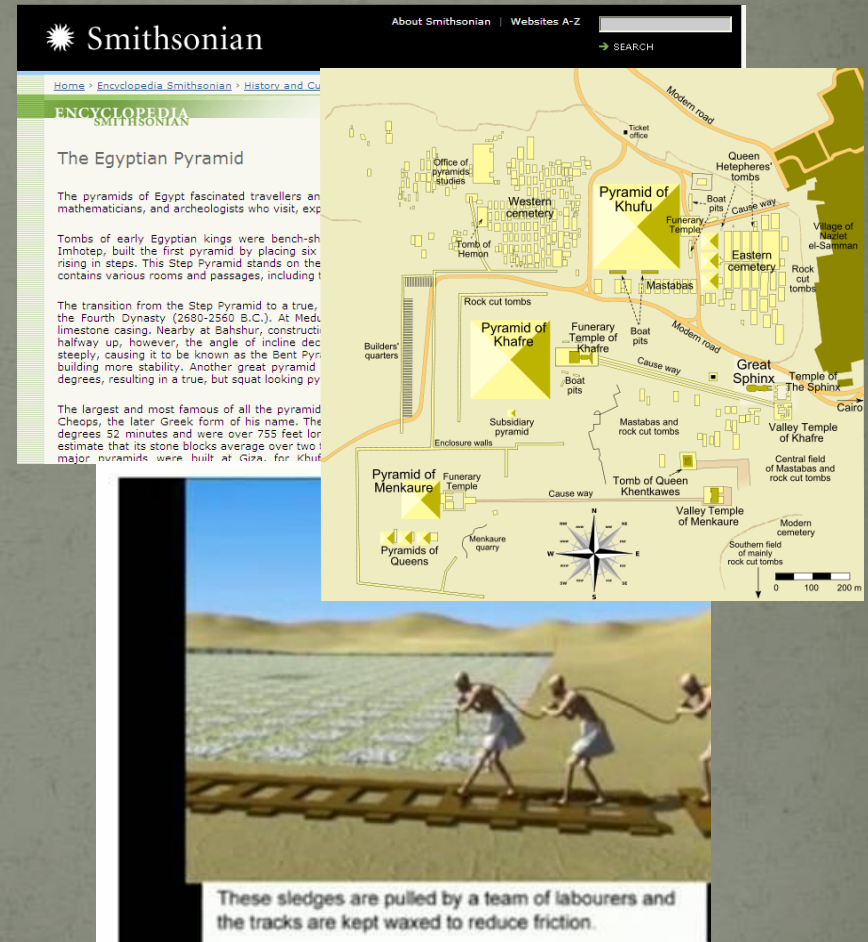 Smithsonian
About Smithsonian | Websites A-Z
SEARCH
Home > Encyclopedia Smithsonian > History and Cu
ENCYCLOPEDIA
SMITHSONIAN
The Egyptian Pyramid
The pyramids of Egypt fascinated travellers an
mathematicians, and archeologists who visit, exp
Tombs of early Egyptian kings were bench-sh
Imhotep, built the first pyramid by placing six
rising in steps. This Step Pyramid stands on the
contains various rooms and passages, including
The transition from the Step Pyramid to a true,
the Fourth Dynasty (2680-2560 B.C.). At Medu
limestone casing. Nearby at Bahshur, constructi
halfway up, however, the angle of incline dec
steeply, causing it to be known as the Bent Pyr
building more stability. Another great pyramid
degrees, resulting in a true, but squat looking py
The largest and most famous of all the pyramid
Cheops, the later Greek form of his name. The
degrees 52 minutes and were over 755 feet lor
estimate that its stone blocks average over two
major pyramids were built at Giza, for Khuf
Modern road
Ticket
office
Office of
pyramids
studies
Western
cemetery
Tomb of
Hemon
Pyramid of
Khufu
Queen
Hetepheres'
tombs
Boat
pits
Cause way
Funerary
Temple
Eastern
cemetery
Village of
Nazlet
el-Samman
Rock
cut
tombs
Mastabas
Rock cut tombs
Boat
pits
Modern road
Builders'
quarters
Pyramid of
Khafre
Funerary
Temple of
Khafre
Boat
pits
Cause way
Great
Sphinx
Temple of
The Sphinx
Cairo
Valley Temple
of Khafre
Subsidiary
pyramid
Mastabas and
rock cut tombs
Enclosure walls
Central field
of Mastabas and
rock cut tombs
Pyramid of
Menkaure
Funerary
Temple
Cause way
Tomb of Queen
Khentkawes
Valley Temple
of Menkaure
Pyramids of
Queens
Menkaure
quarry
N
NW
NE
W
E
SW
SE
S
Modern
cemetery
Southern field
of mainly
rock cut tombs
0 100 200 m
These sledges are pulled by a team of labourers and
the tracks are kept waxed to reduce friction.